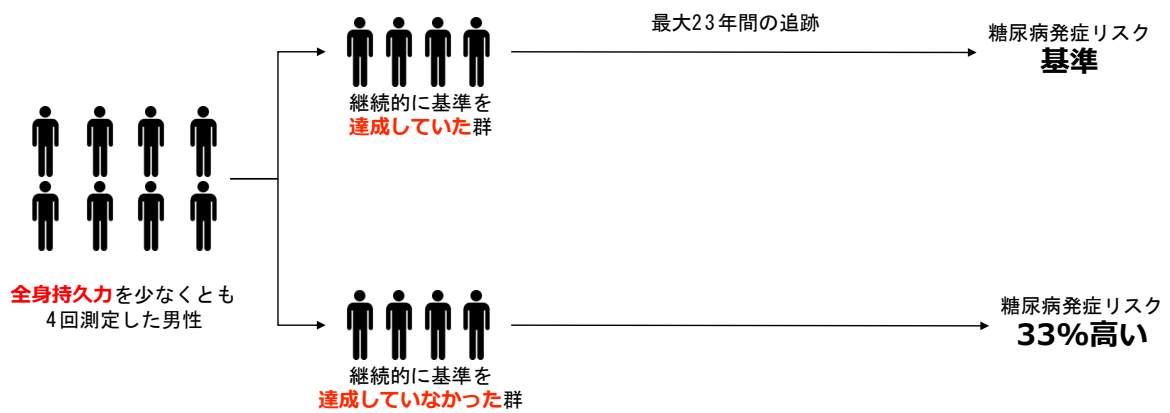 全身持久力を少なくとも
4回測定した男性
継続的に基準を
達成していた群
最大23年間の追跡
糖尿病発症リスク
基準
継続的に基準を
達成していなかった群
糖尿病発症リスク
33%高い